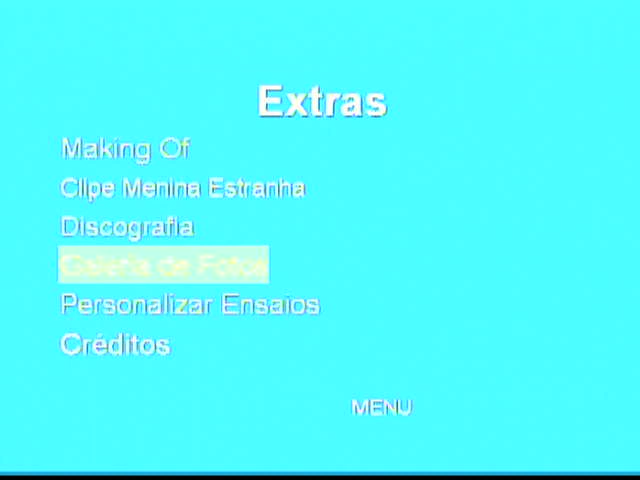 Extras
Making Of
Clipe Menina Estranha
Discografia
Galeria de Fotos
Personalizar Ensaios
Créditos
MENU